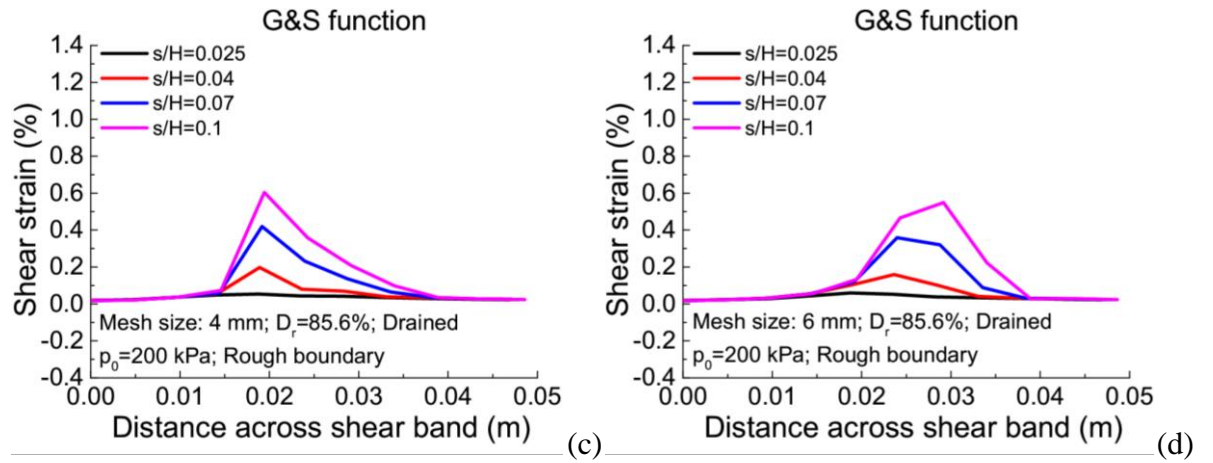 G&S function
1.4
1.2
1.0
0.8
0.6
0.4
0.2
0.0
-0.2
-0.4
Shear strain (%)
s/H=0.025
s/H=0.04
s/H=0.07
s/H=0.1
Mesh size: 4 mm; Dr=85.6%; Drained
p0=200 kPa; Rough boundary
0.00 0.01 0.02 0.03 0.04 0.05
Distance across shear band (m)
(c)
G&S function
1.4
1.2
1.0
0.8
0.6
0.4
0.2
0.0
-0.2
-0.4
Shear strain (%)
s/H=0.025
s/H=0.04
s/H=0.07
s/H=0.1
Mesh size: 6 mm; Dr=85.6%; Drained
p0=200 kPa; Rough boundary
0.00 0.01 0.02 0.03 0.04 0.05
Distance across shear band (m)
(d)